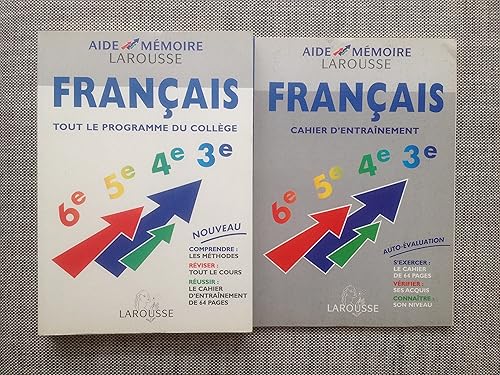 AIDE MÉMOIRE
LAROUSSE
FRANÇAIS
TOUT LE PROGRAMME DU COLLÈGE
6e 5e 4e 3e
NOUVEAU
COMPRENDRE :
LES MÉTHODES
RÉVISER :
TOUT LE COURS
RÉUSSIR :
LE CAHIER
D'ENTRAÎNEMENT
DE 64 PAGES
LAROUSSE
AIDE MÉMOIRE
LAROUSSE
FRANÇAIS
CAHIER D'ENTRAÎNEMENT
6e 5e 4e 3e
AUTO-ÉVALUATION
S'EXERCER :
LE CAHIER
DE 64 PAGES
VÉRIFIER :
SES ACQUIS
CONNAÎTRE :
SON NIVEAU
LAROUSSE